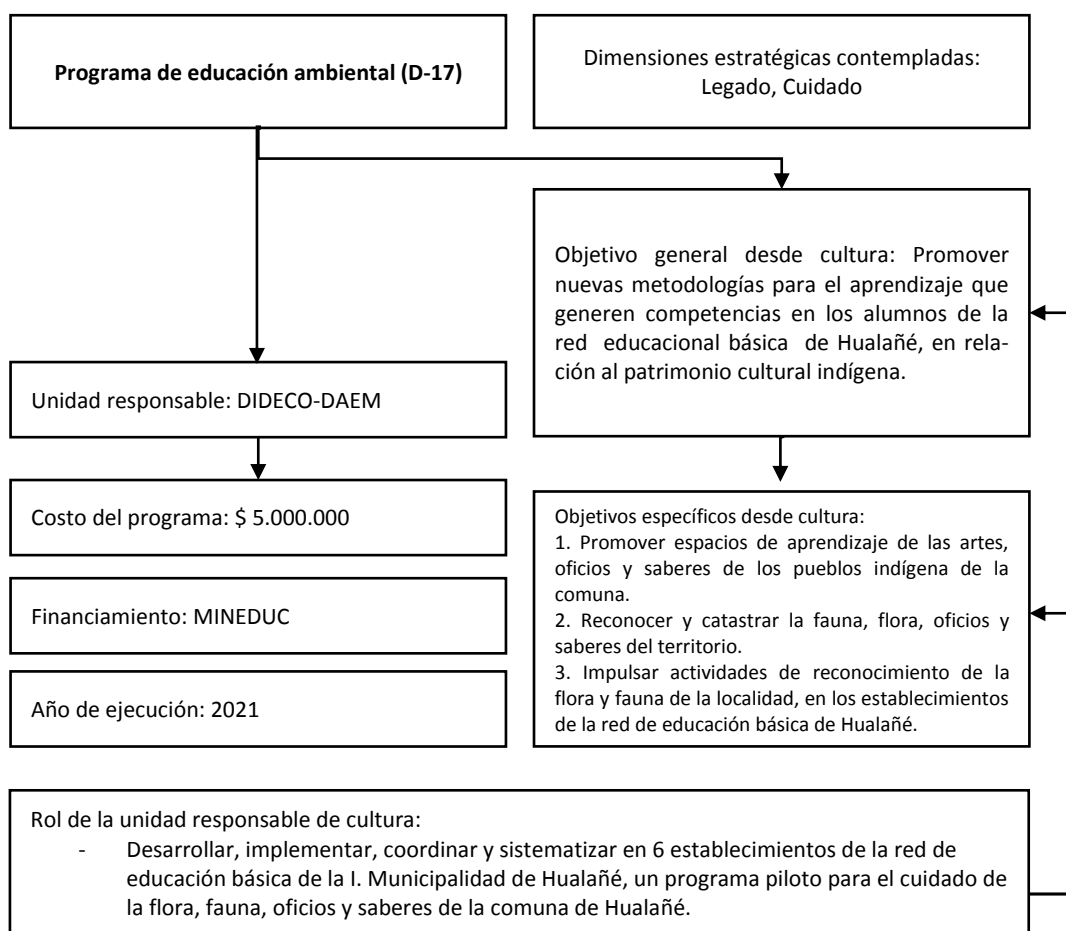 Programa de educación ambiental (D-17)
Dimensiones estratégicas contempladas:
Legado, Cuidado
Objetivo general desde cultura: Promover
nuevas metodologías para el aprendizaje que
generen competencias en los alumnos de la
red educacional básica de Hualañé, en rela-
ción al patrimonio cultural indígena.
Unidad responsable: DIDECO-DAEM
Costo del programa: $ 5.000.000
Financiamiento: MINEDUC
Año de ejecución: 2021
Objetivos específicos desde cultura:
1. Promover espacios de aprendizaje de las artes,
oficios y saberes de los pueblos indígena de la
comuna.
2. Reconocer y catastrar la fauna, flora, oficios y
saberes del territorio.
3. Impulsar actividades de reconocimiento de la
flora y fauna de la localidad, en los establecimientos
de la red de educación básica de Hualañé.
Rol de la unidad responsable de cultura:
- Desarrollar, implementar, coordinar y sistematizar en 6 establecimientos de la red de
educación básica de la I. Municipalidad de Hualañé, un programa piloto para el cuidado de
la flora, fauna, oficios y saberes de la comuna de Hualañé.